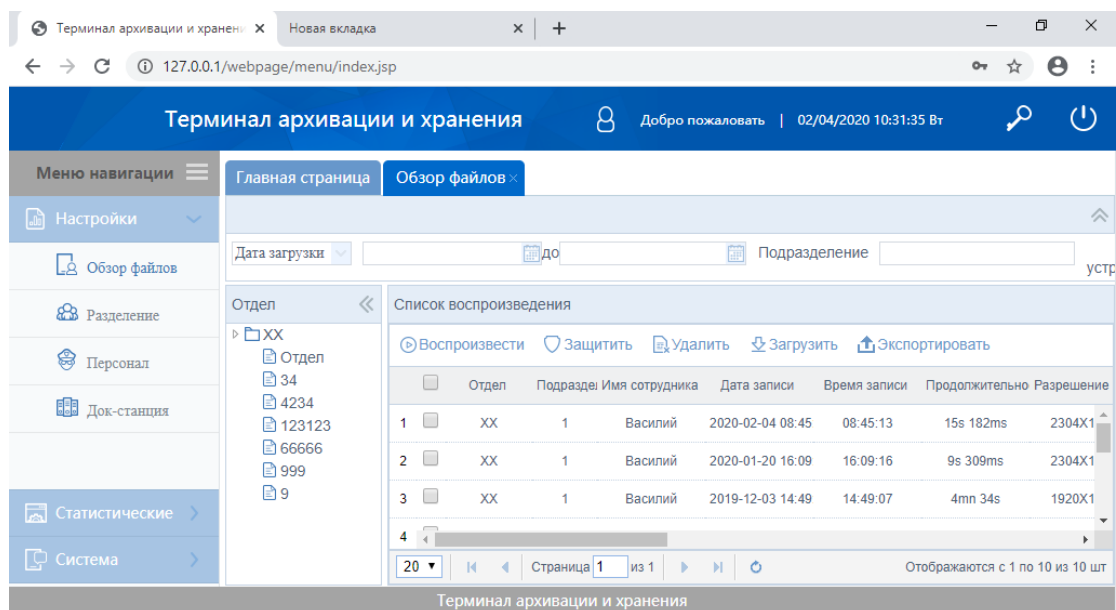 Терминал архивации и хранени
Новая вкладка
127.0.0.1/webpage/menu/index.jsp
Терминал архивации и хранения
Добро пожаловать | 02/04/2020 10:31:35 Вт
Меню навигации
Главная страница
Обзор файлов
Настройки
Обзор файлов
Разделение
Персонал
Док-станция
Статистические
Система
Дата загрузки
до
Подразделение
устр
Отдел
XX
Отдел
34
4234
123123
66666
999
9
Список воспроизведения
Воспроизвести Защитить Удалить Загрузить Экспортировать
Отдел Подразде Имя сотрудника Дата записи Время записи Продолжительно Разрешение
1 XX 1 Василий 2020-02-04 08:45 08:45:13 15s 182ms 2304X1
2 XX 1 Василий 2020-01-20 16:09 16:09:16 9s 309ms 2304X1
3 XX 1 Василий 2019-12-03 14:49 14:49:07 4mn 34s 1920X1
4
20 Страница 1 из 1 Отображаются с 1 по 10 из 10 шт
Терминал архивации и хранения